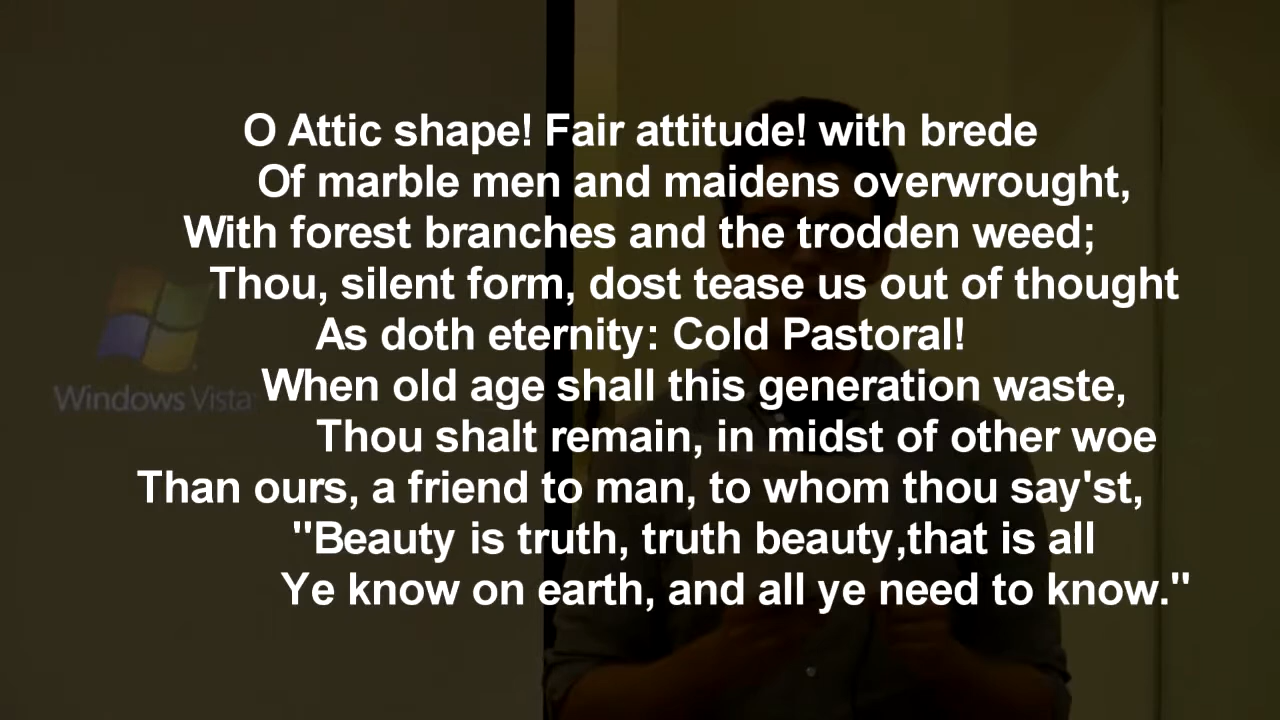 O Attic shape! Fair attitude! with brede
Of marble men and maidens overwrought,
With forest branches and the trodden weed;
Thou, silent form, dost tease us out of thought
As doth eternity: Cold Pastoral!
When old age shall this generation waste,
Thou shalt remain, in midst of other woe
Than ours, a friend to man, to whom thou say'st,
"Beauty is truth, truth beauty,that is all
Ye know on earth, and all ye need to know."
Windows Vista